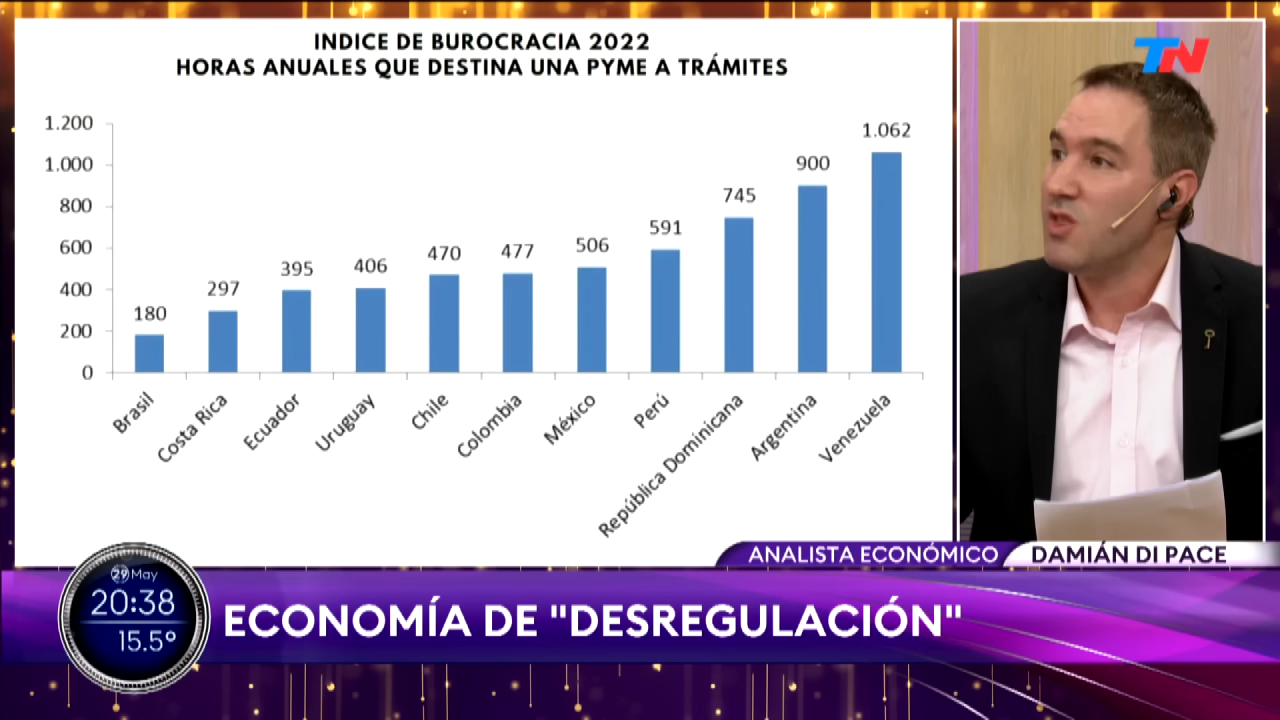 INDICE DE BUROCRACIA 2022
HORAS ANUALES QUE DESTINA UNA PYME A TRÁMITES
TN
1.200
1.000
800
600
400
200
0
180
297
395
406
470
477
506
591
745
900
1.062
Brasil
Costa Rica
Ecuador
Uruguay
Chile
Colombia
México
Perú
República Dominicana
Argentina
Venezuela
ANALISTA ECONÓMICO
DAMIÁN DI PACE
29 May
20:38
15.5°
ECONOMÍA DE "DESREGULACIÓN"